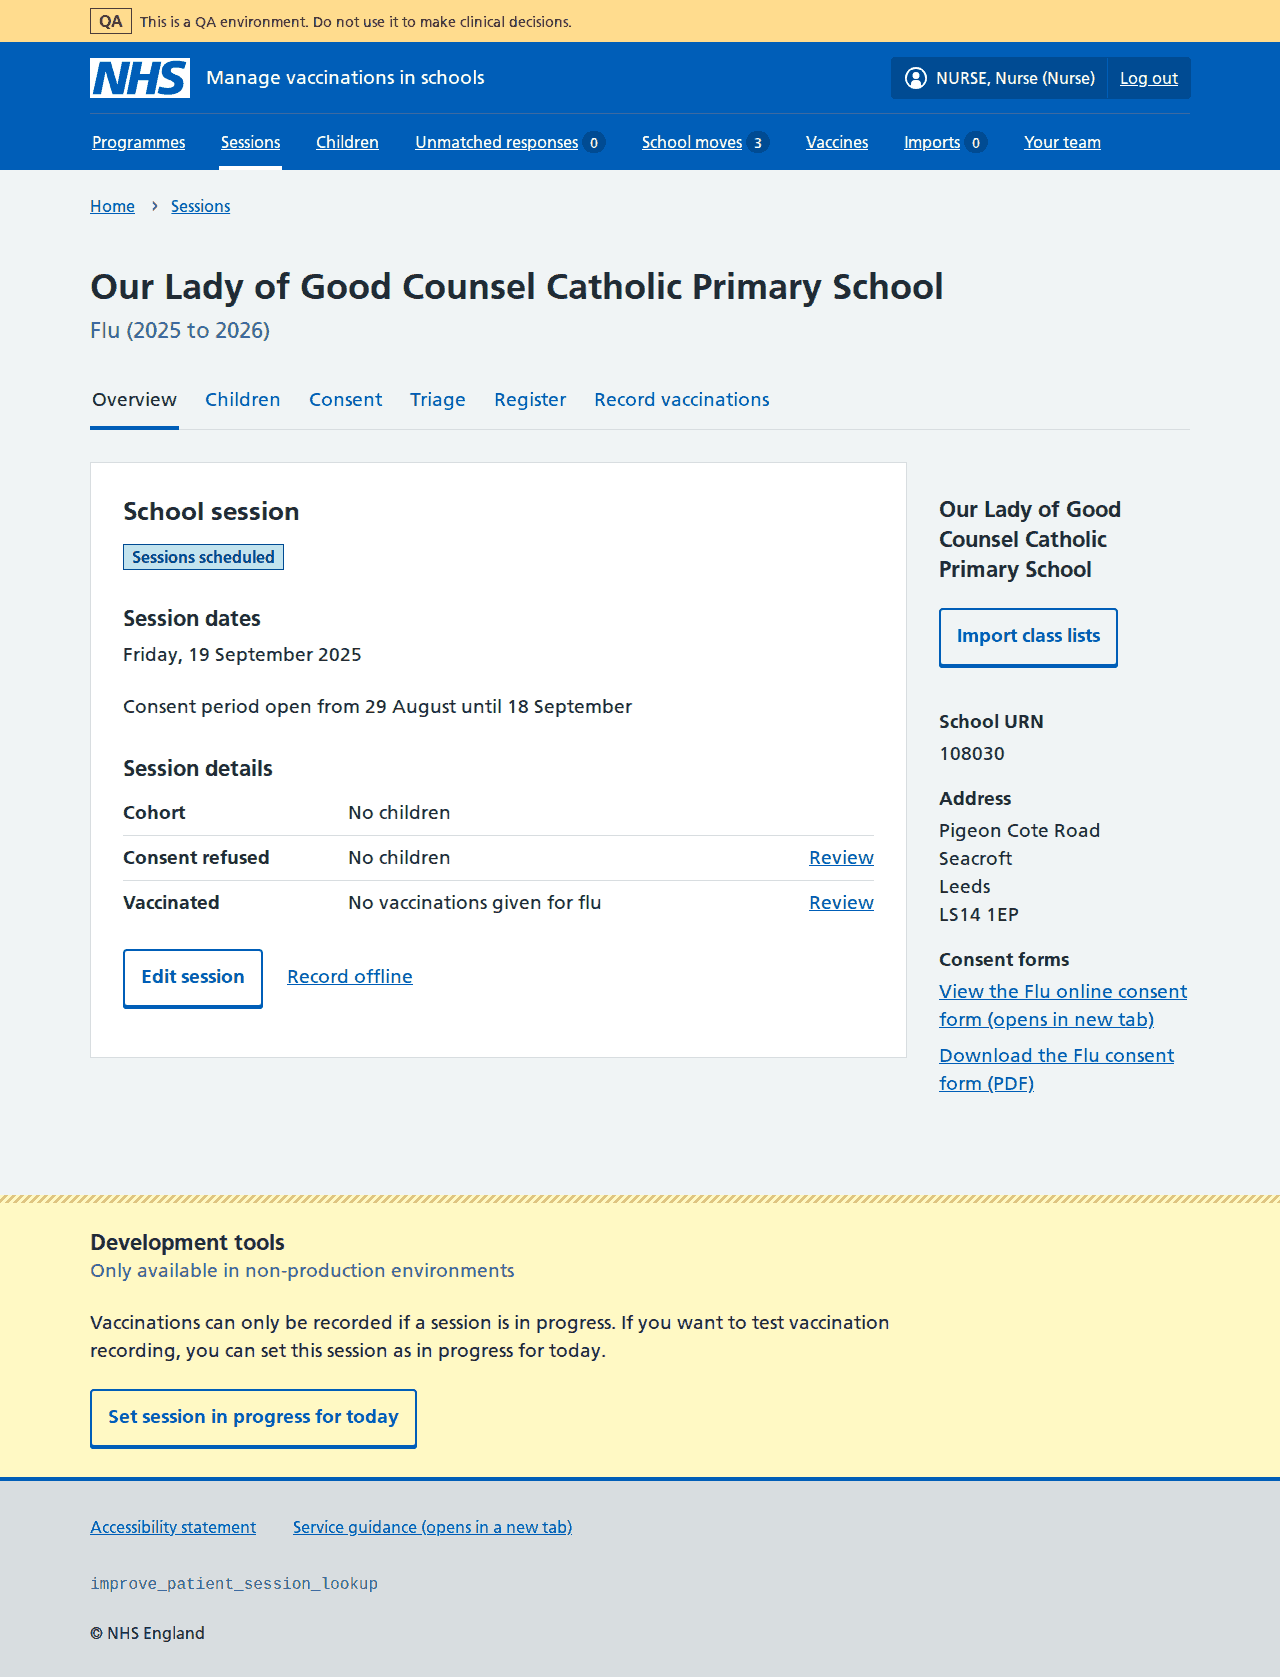 QA This is a QA environment. Do not use it to make clinical decisions.
NHS Manage vaccinations in schools NURSE, Nurse (Nurse) Log out
Programmes Sessions Children Unmatched responses 0 School moves 3 Vaccines Imports 0 Your team
Home › Sessions
Our Lady of Good Counsel Catholic Primary School
Flu (2025 to 2026)
Overview Children Consent Triage Register Record vaccinations
School session
Sessions scheduled
Session dates
Friday, 19 September 2025
Consent period open from 29 August until 18 September
Session details
Cohort No children
Consent refused No children Review
Vaccinated No vaccinations given for flu Review
Edit session Record offline
Our Lady of Good
Counsel Catholic
Primary School
Import class lists
School URN
108030
Address
Pigeon Cote Road
Seacroft
Leeds
LS14 1EP
Consent forms
View the Flu online consent
form (opens in new tab)
Download the Flu consent
form (PDF)
Development tools
Only available in non-production environments
Vaccinations can only be recorded if a session is in progress. If you want to test vaccination
recording, you can set this session as in progress for today.
Set session in progress for today
Accessibility statement Service guidance (opens in a new tab)
improve_patient_session_lookup
© NHS England